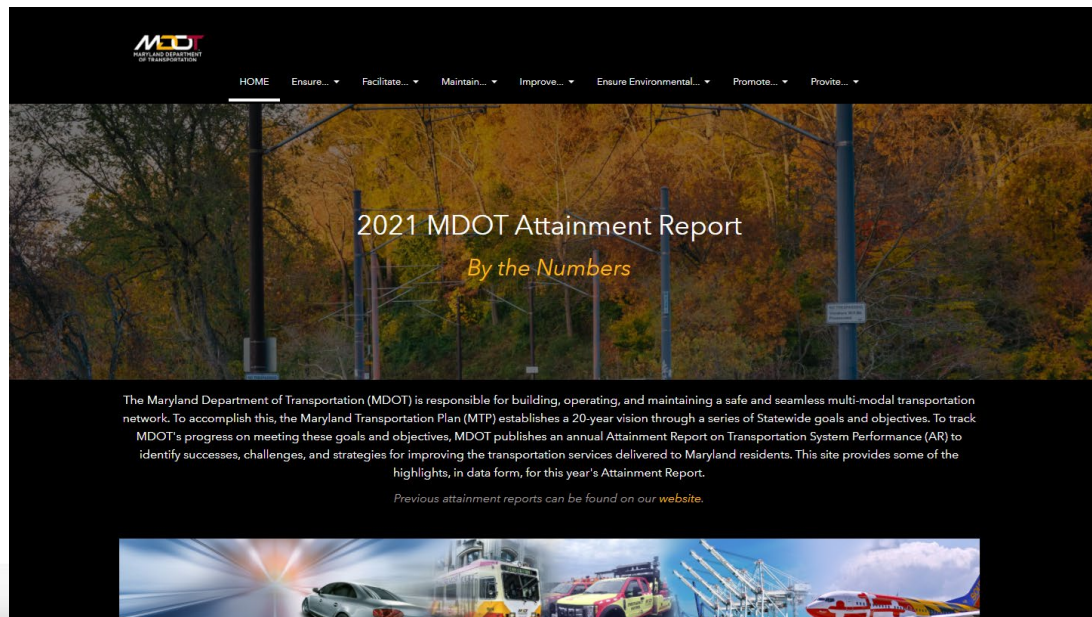 MDOT
MARYLAND DEPARTMENT
OF TRANSPORTATION
HOME Ensure... Facilitate... Maintain... Improve... Ensure Environmental... Promote... Provite...
2021 MDOT Attainment Report
By the Numbers
The Maryland Department of Transportation (MDOT) is responsible for building, operating, and maintaining a safe and seamless multi-modal transportation
network. To accomplish this, the Maryland Transportation Plan (MTP) establishes a 20-year vision through a series of Statewide goals and objectives. To track
MDOT's progress on meeting these goals and objectives, MDOT publishes an annual Attainment Report on Transportation System Performance (AR) to
identify successes, challenges, and strategies for improving the transportation services delivered to Maryland residents. This site provides some of the
highlights, in data form, for this year's Attainment Report.
Previous attainment reports can be found on our website.